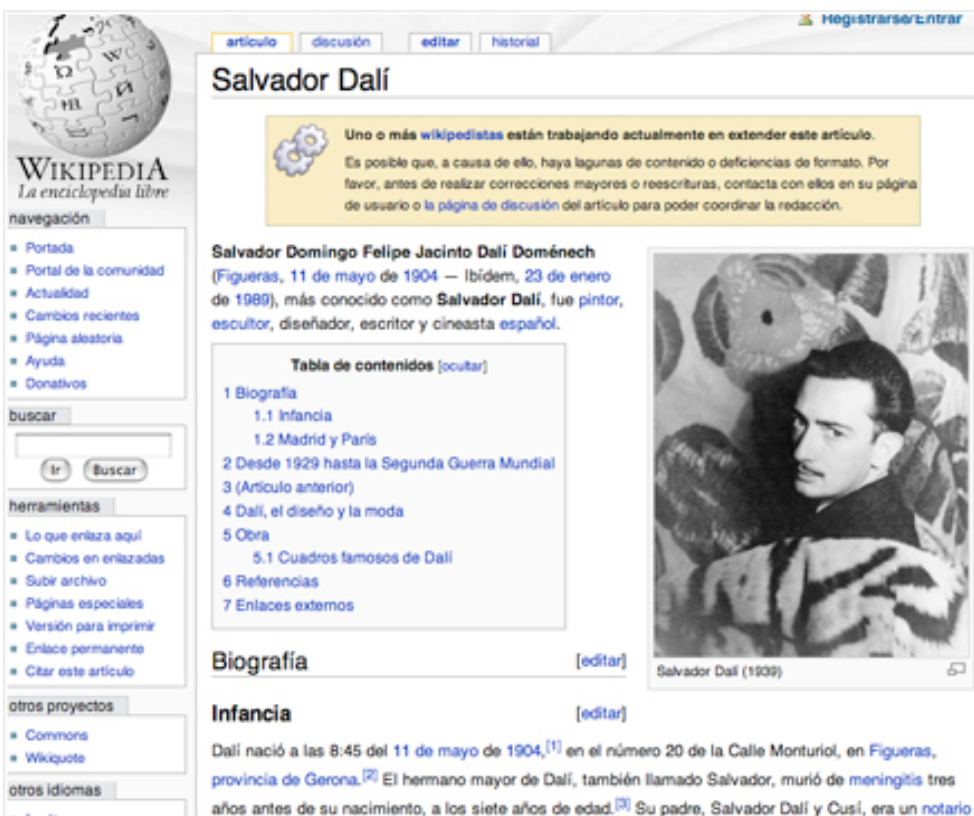 Registrarse/Entrar
artículo discusión editar historial
Salvador Dalí
Uno o más wikipedistas están trabajando actualmente en extender este artículo.
Es posible que, a causa de ello, haya lagunas de contenido o deficiencias de formato. Por
favor, antes de realizar correcciones mayores o reescrituras, contacta con ellos en su página
de usuario o la página de discusión del artículo para poder coordinar la redacción.
WIKIPEDIA
La enciclopedia libre
navegación
Portada
Portal de la comunidad
Actualidad
Cambios recientes
Página aleatoria
Ayuda
Donativos
buscar
Ir Buscar
herramientas
Lo que enlaza aquí
Cambios en enlazadas
Subir archivo
Páginas especiales
Versión para imprimir
Enlace permanente
Citar este artículo
otros proyectos
Commons
Wikiquote
otros idiomas
Salvador Domingo Felipe Jacinto Dalí Doménech
(Figueras, 11 de mayo de 1904 — Ibídem, 23 de enero
de 1989), más conocido como Salvador Dalí, fue pintor,
escultor, diseñador, escritor y cineasta español.
Tabla de contenidos [ocultar]
1 Biografía
1.1 Infancia
1.2 Madrid y París
2 Desde 1929 hasta la Segunda Guerra Mundial
3 (Artículo anterior)
4 Dalí, el diseño y la moda
5 Obra
5.1 Cuadros famosos de Dalí
6 Referencias
7 Enlaces externos
Salvador Dalí (1939)
Biografía [editar]
Infancia [editar]
Dalí nació a las 8:45 del 11 de mayo de 1904,[1] en el número 20 de la Calle Monturiol, en Figueras,
provincia de Gerona.[2] El hermano mayor de Dalí, también llamado Salvador, murió de meningitis tres
años antes de su nacimiento, a los siete años de edad.[3] Su padre, Salvador Dalí y Cusí, era un notario